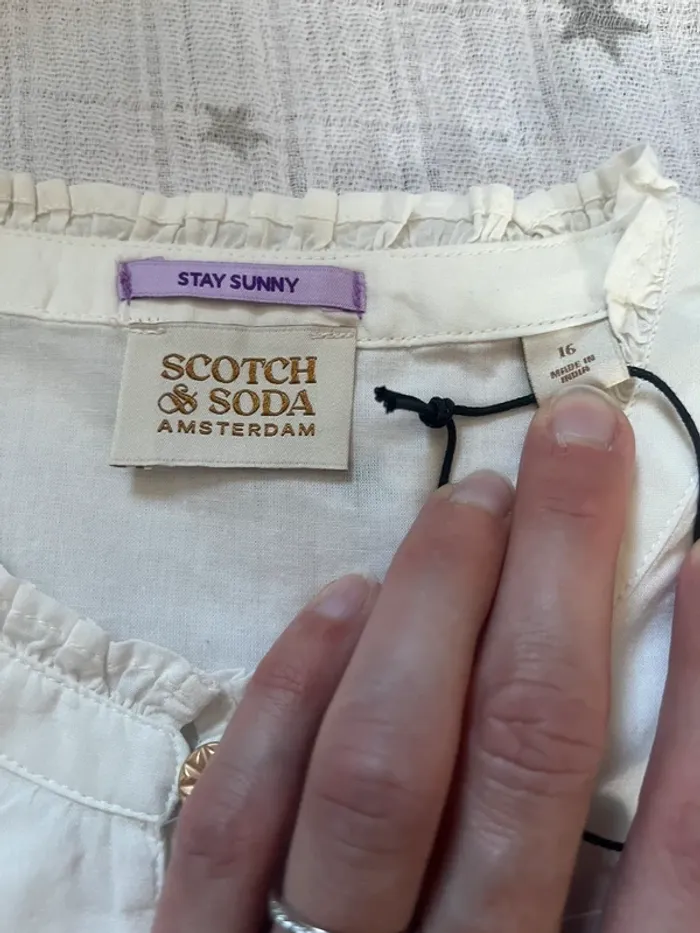 STAY SUNNY
SCOTCH
& SODA
AMSTERDAM
16
MADE IN
INDIA